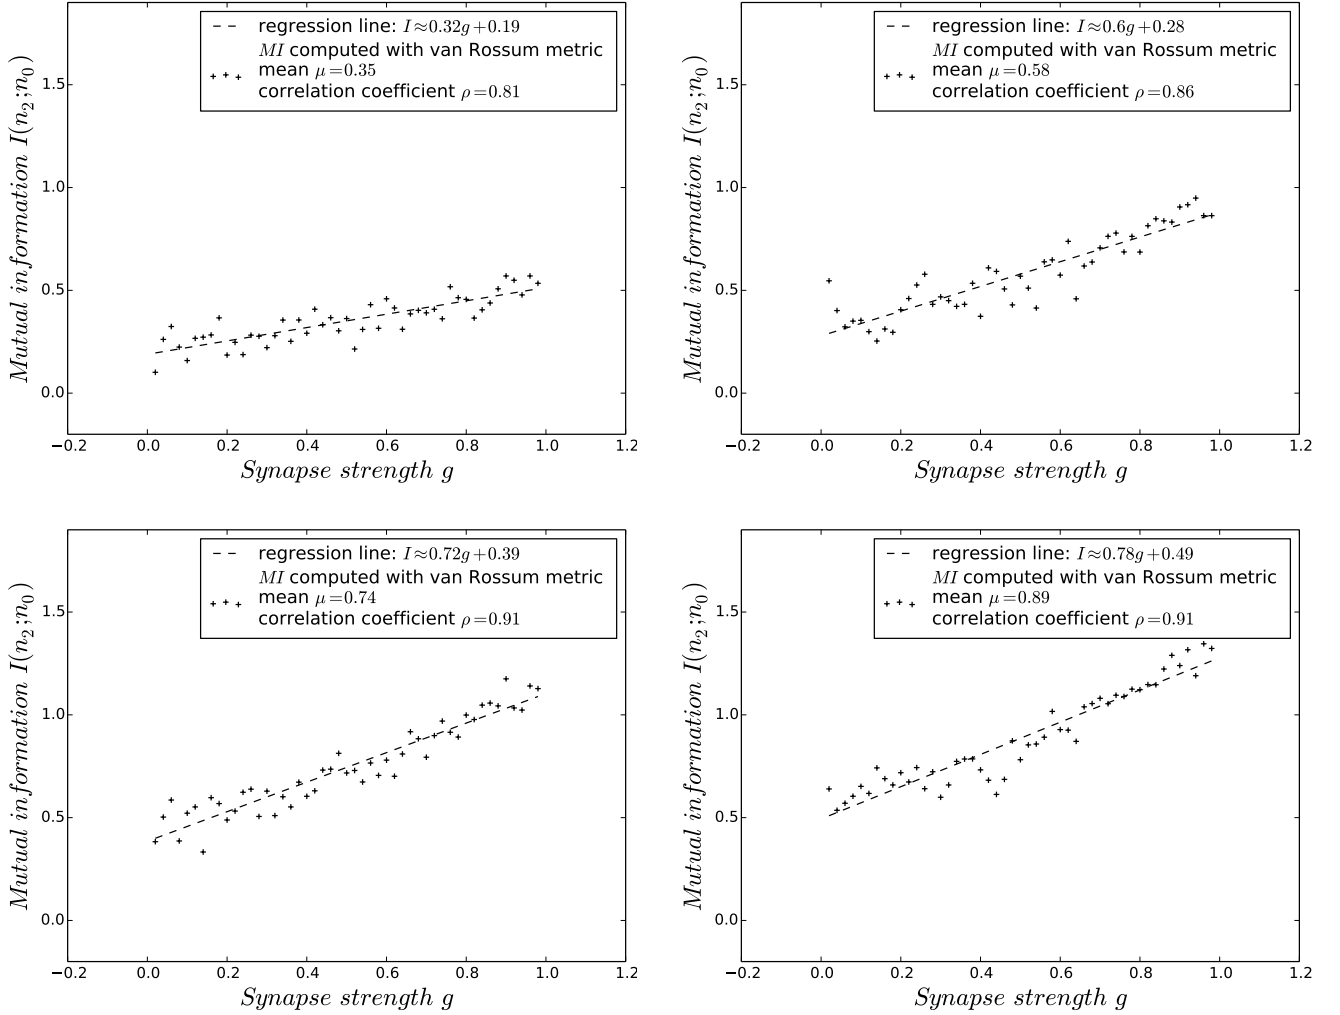 regression line: I≈0.32g+0.19
MI computed with van Rossum metric
mean μ=0.35
correlation coefficient ρ=0.81
Mutual information I(n₂;n₀)
1.5
1.0
0.5
0.0
−0.2 0.0 0.2 0.4 0.6 0.8 1.0 1.2
Synapse strength g
regression line: I≈0.6g+0.28
MI computed with van Rossum metric
mean μ=0.58
correlation coefficient ρ=0.86
Mutual information I(n₂;n₀)
1.5
1.0
0.5
0.0
−0.2 0.0 0.2 0.4 0.6 0.8 1.0 1.2
Synapse strength g
regression line: I≈0.72g+0.39
MI computed with van Rossum metric
mean μ=0.74
correlation coefficient ρ=0.91
Mutual information I(n₂;n₀)
1.5
1.0
0.5
0.0
−0.2 0.0 0.2 0.4 0.6 0.8 1.0 1.2
Synapse strength g
regression line: I≈0.78g+0.49
MI computed with van Rossum metric
mean μ=0.89
correlation coefficient ρ=0.91
Mutual information I(n₂;n₀)
1.5
1.0
0.5
0.0
−0.2 0.0 0.2 0.4 0.6 0.8 1.0 1.2
Synapse strength g